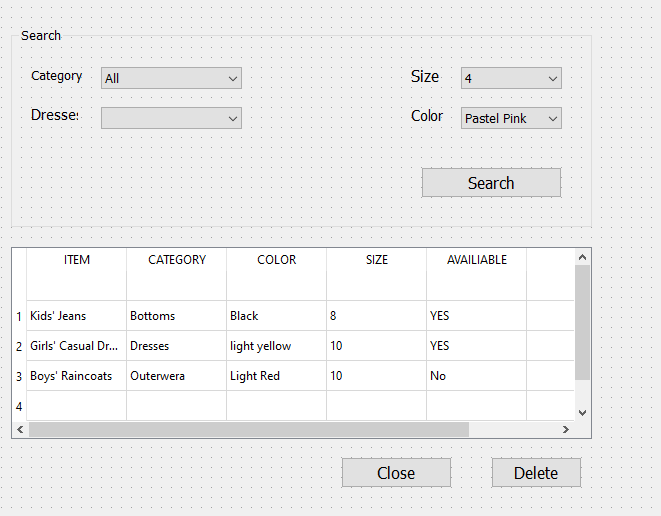 Search
Category All Size 4
Dresses Color Pastel Pink
Search
ITEM CATEGORY COLOR SIZE AVAILIABLE
1 Kids' Jeans Bottoms Black 8 YES
2 Girls' Casual Dr... Dresses light yellow 10 YES
3 Boys' Raincoats Outerwera Light Red 10 No
4
Close Delete